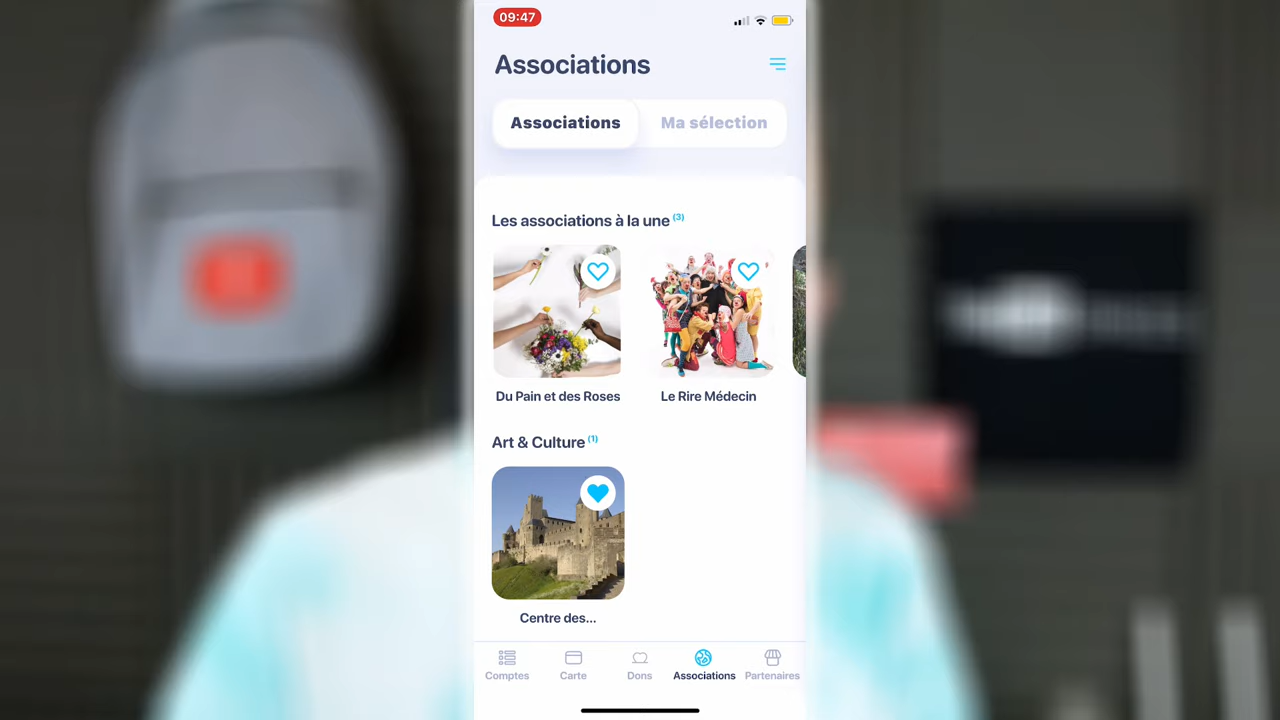 09:47
Associations
Associations
Ma sélection
Les associations à la une (3)
Du Pain et des Roses
Le Rire Médecin
Art & Culture (1)
Centre des...
Comptes
Carte
Dons
Associations
Partenaires